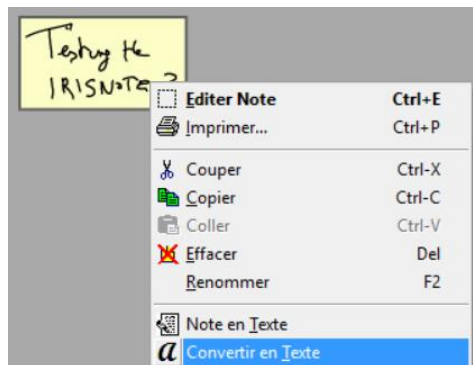 Testing the
IRISNOTE ?
Editer Note Ctrl+E
Imprimer... Ctrl+P
Couper Ctrl-X
Copier Ctrl-C
Coller Ctrl-V
Effacer Del
Renommer F2
Note en Texte
a Convertir en Texte